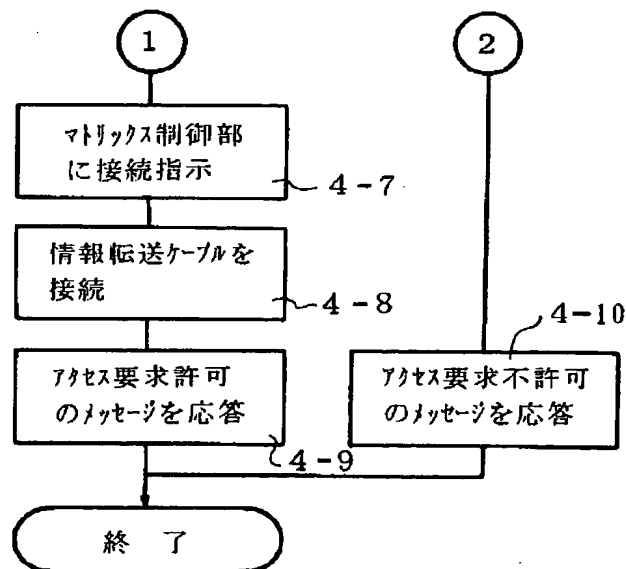 1
2
マトリックス制御部
に接続指示
4-7
情報転送ケーブルを
接続
4-8
4-10
アクセス要求許可
のメッセージを応答
4-9
アクセス要求不許可
のメッセージを応答
終 了